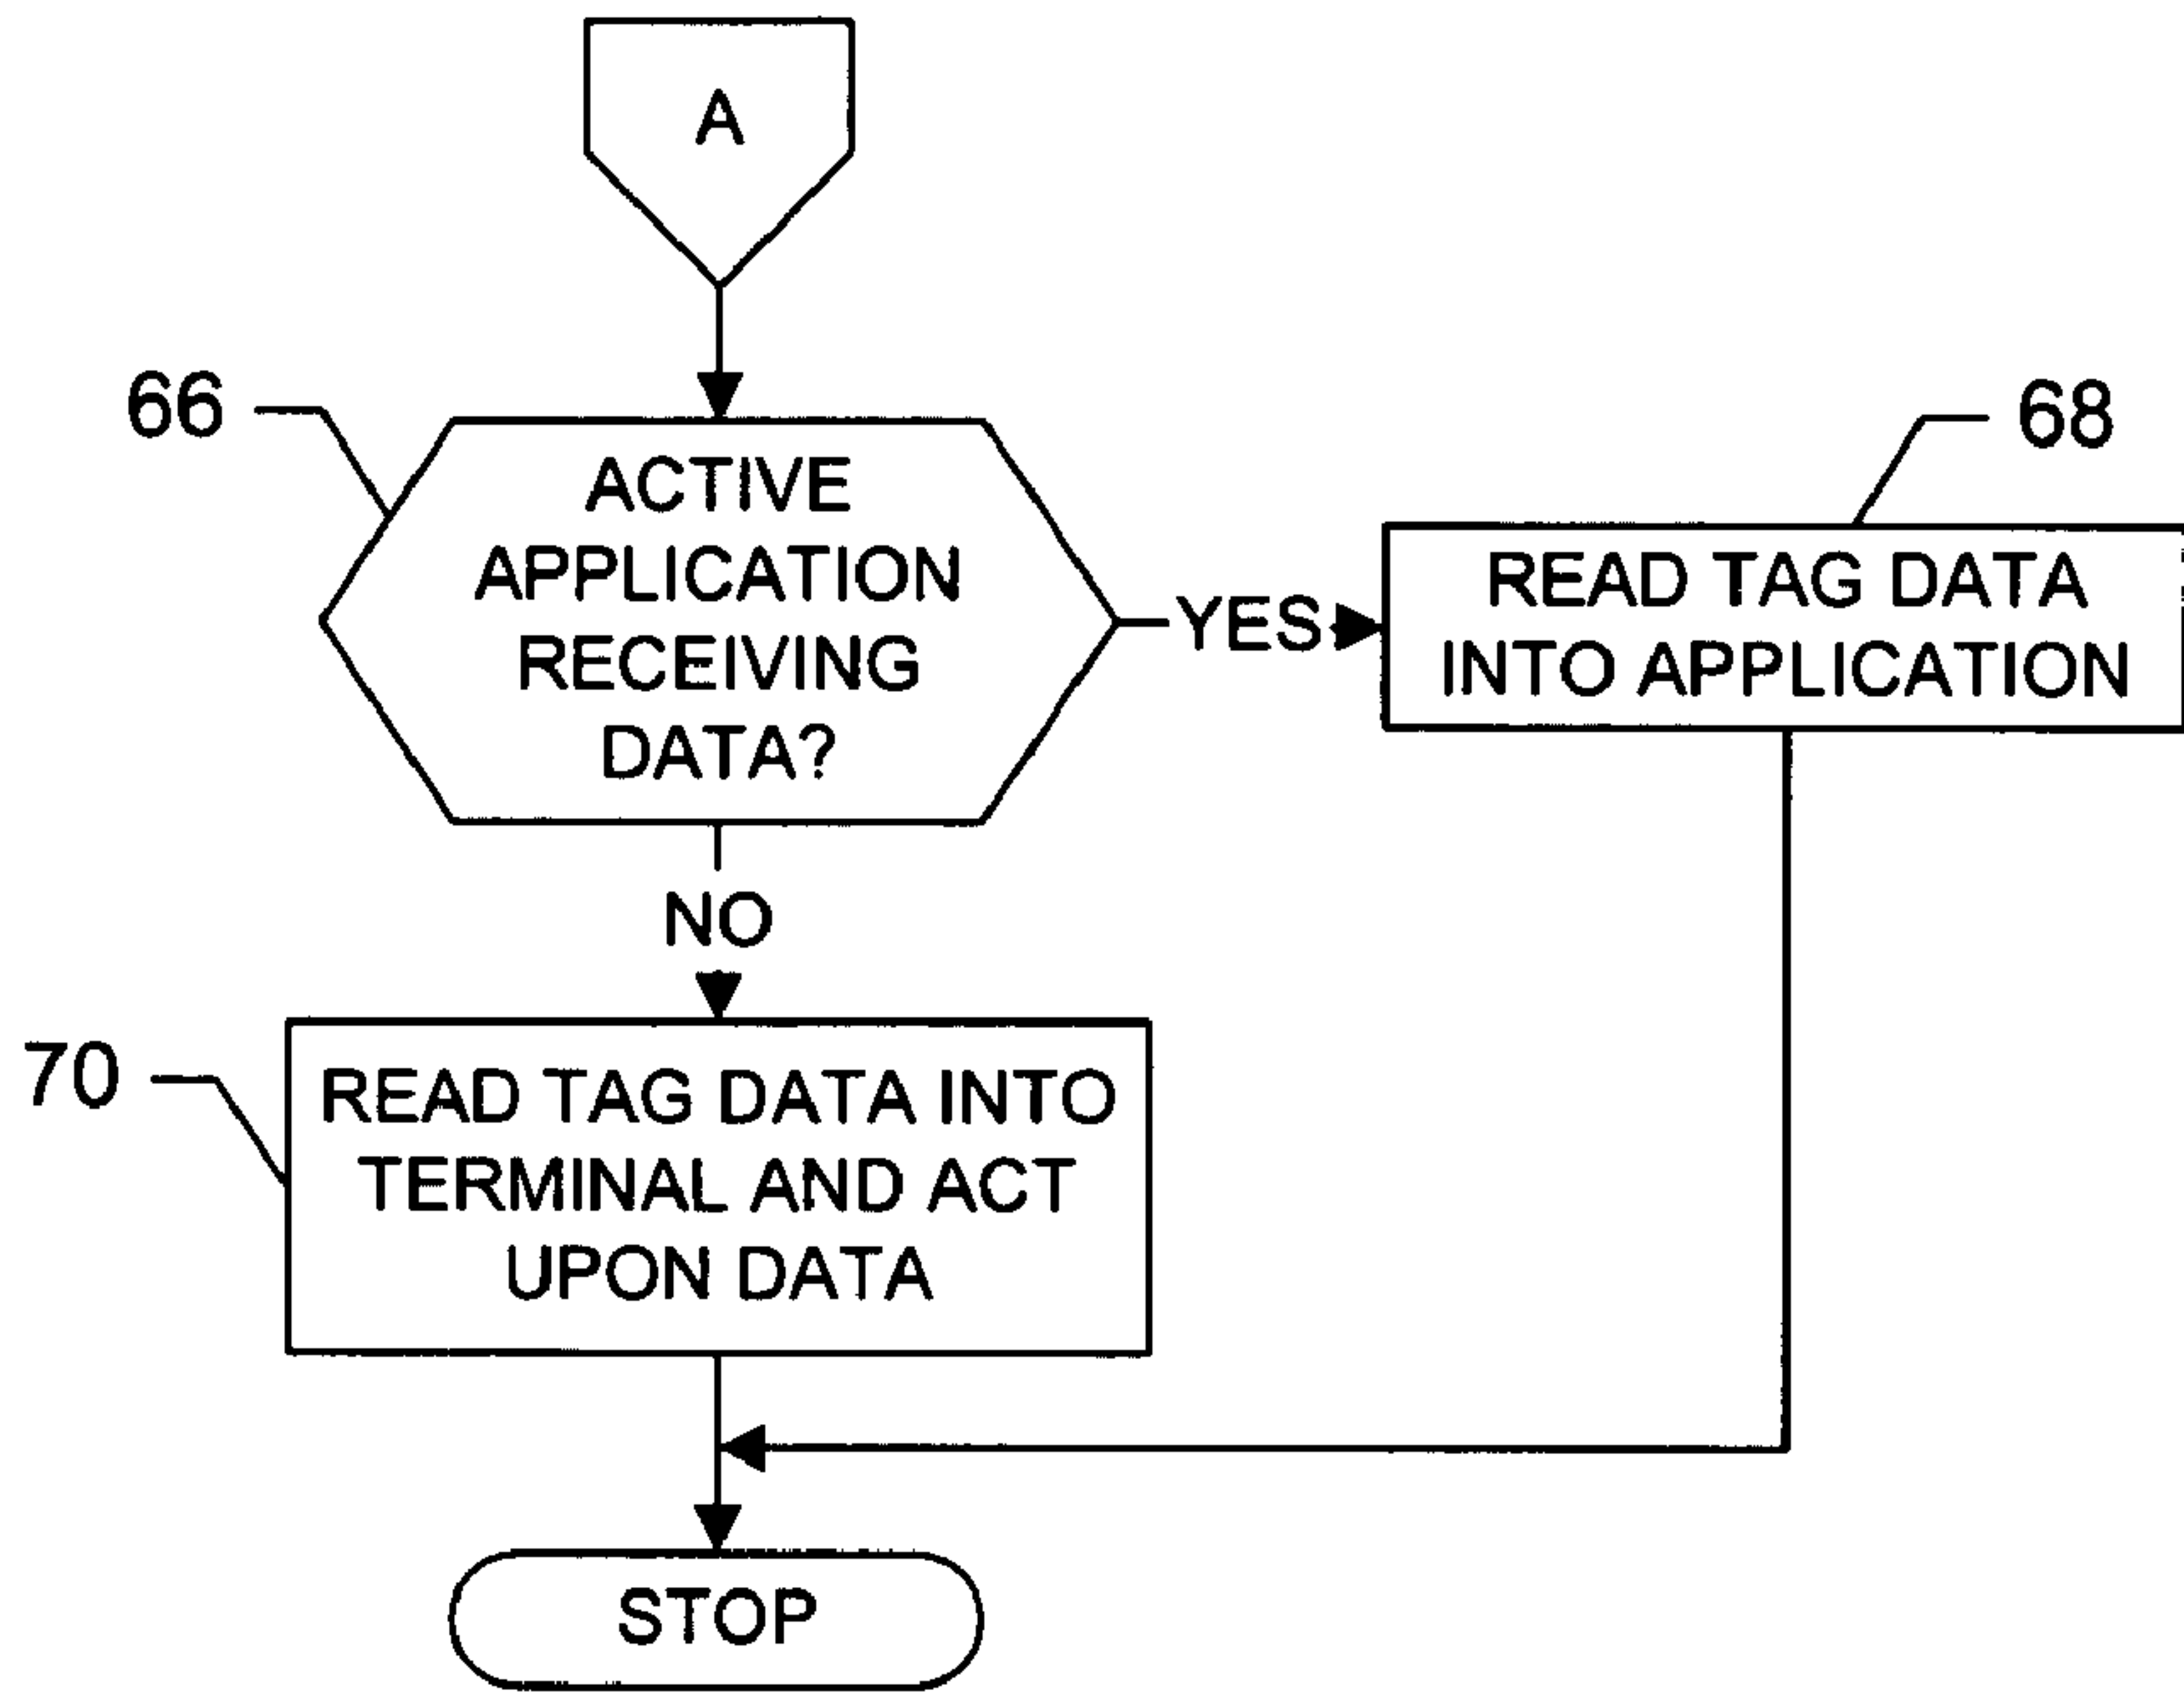 A
66
ACTIVE
APPLICATION
RECEIVING
DATA?
YES
68
READ TAG DATA
INTO APPLICATION
NO
70
READ TAG DATA INTO
TERMINAL AND ACT
UPON DATA
STOP